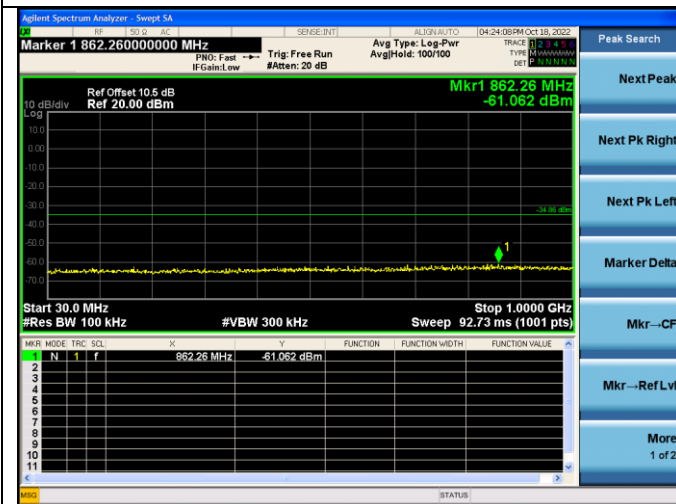 Agilent Spectrum Analyzer - Swept SA
LXI RF 50 Ω AC SENSE:INT ALIGN AUTO 04:24:08 PM Oct 18, 2022
Marker 1 862.260000000 MHz
PNO: Fast
IFGain:Low
Trig: Free Run
#Atten: 20 dB
Avg Type: Log-Pwr
Avg|Hold: 100/100
TRACE 1 2 3 4 5 6
TYPE MWWWWW
DET P N N N N N
Peak Search
Ref Offset 10.5 dB
10 dB/div Ref 20.00 dBm
Log
Mkr1 862.26 MHz
-61.062 dBm
10.0
0.00
-10.0
-20.0
-30.0
-34.86 dBm
-40.0
-50.0
1
-60.0
-70.0
Start 30.0 MHz
Stop 1.0000 GHz
#Res BW 100 kHz
#VBW 300 kHz
Sweep 92.73 ms (1001 pts)
MKR MODE TRC SCL X Y FUNCTION FUNCTION WIDTH FUNCTION VALUE
1 N 1 f 862.26 MHz -61.062 dBm
2
3
4
5
6
7
8
9
10
11
Next Peak
Next Pk Right
Next Pk Left
Marker Delta
Mkr→CF
Mkr→Ref Lvl
More
1 of 2
MSG
STATUS